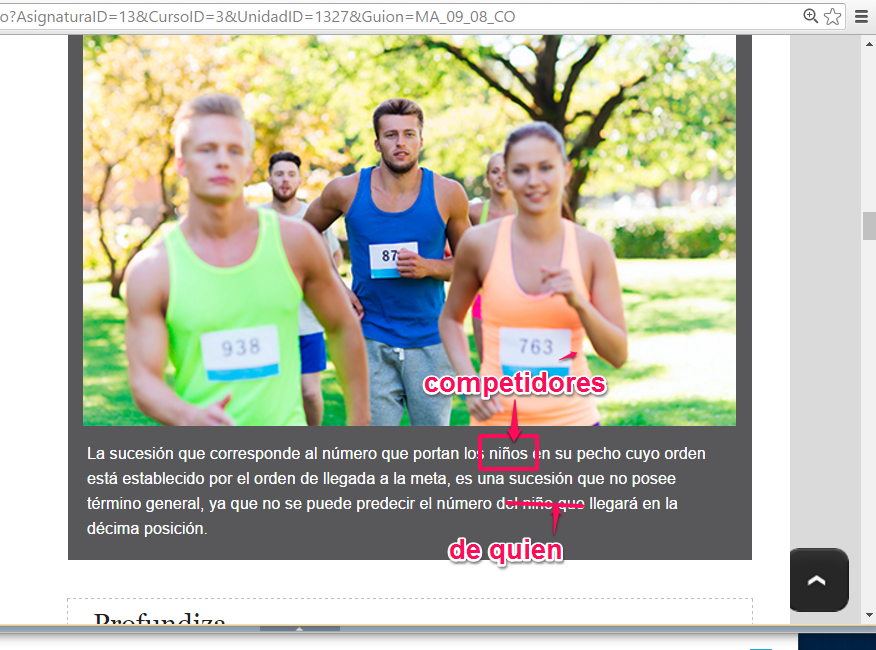 o?AsignaturaID=13&CursoID=3&UnidadID=1327&Guion=MA_09_08_CO
938
87
763
competidores
La sucesión que corresponde al número que portan los niños en su pecho cuyo orden
está establecido por el orden de llegada a la meta, es una sucesión que no posee
término general, ya que no se puede predecir el número del niño que llegará en la
décima posición.
de quien
Profundiza